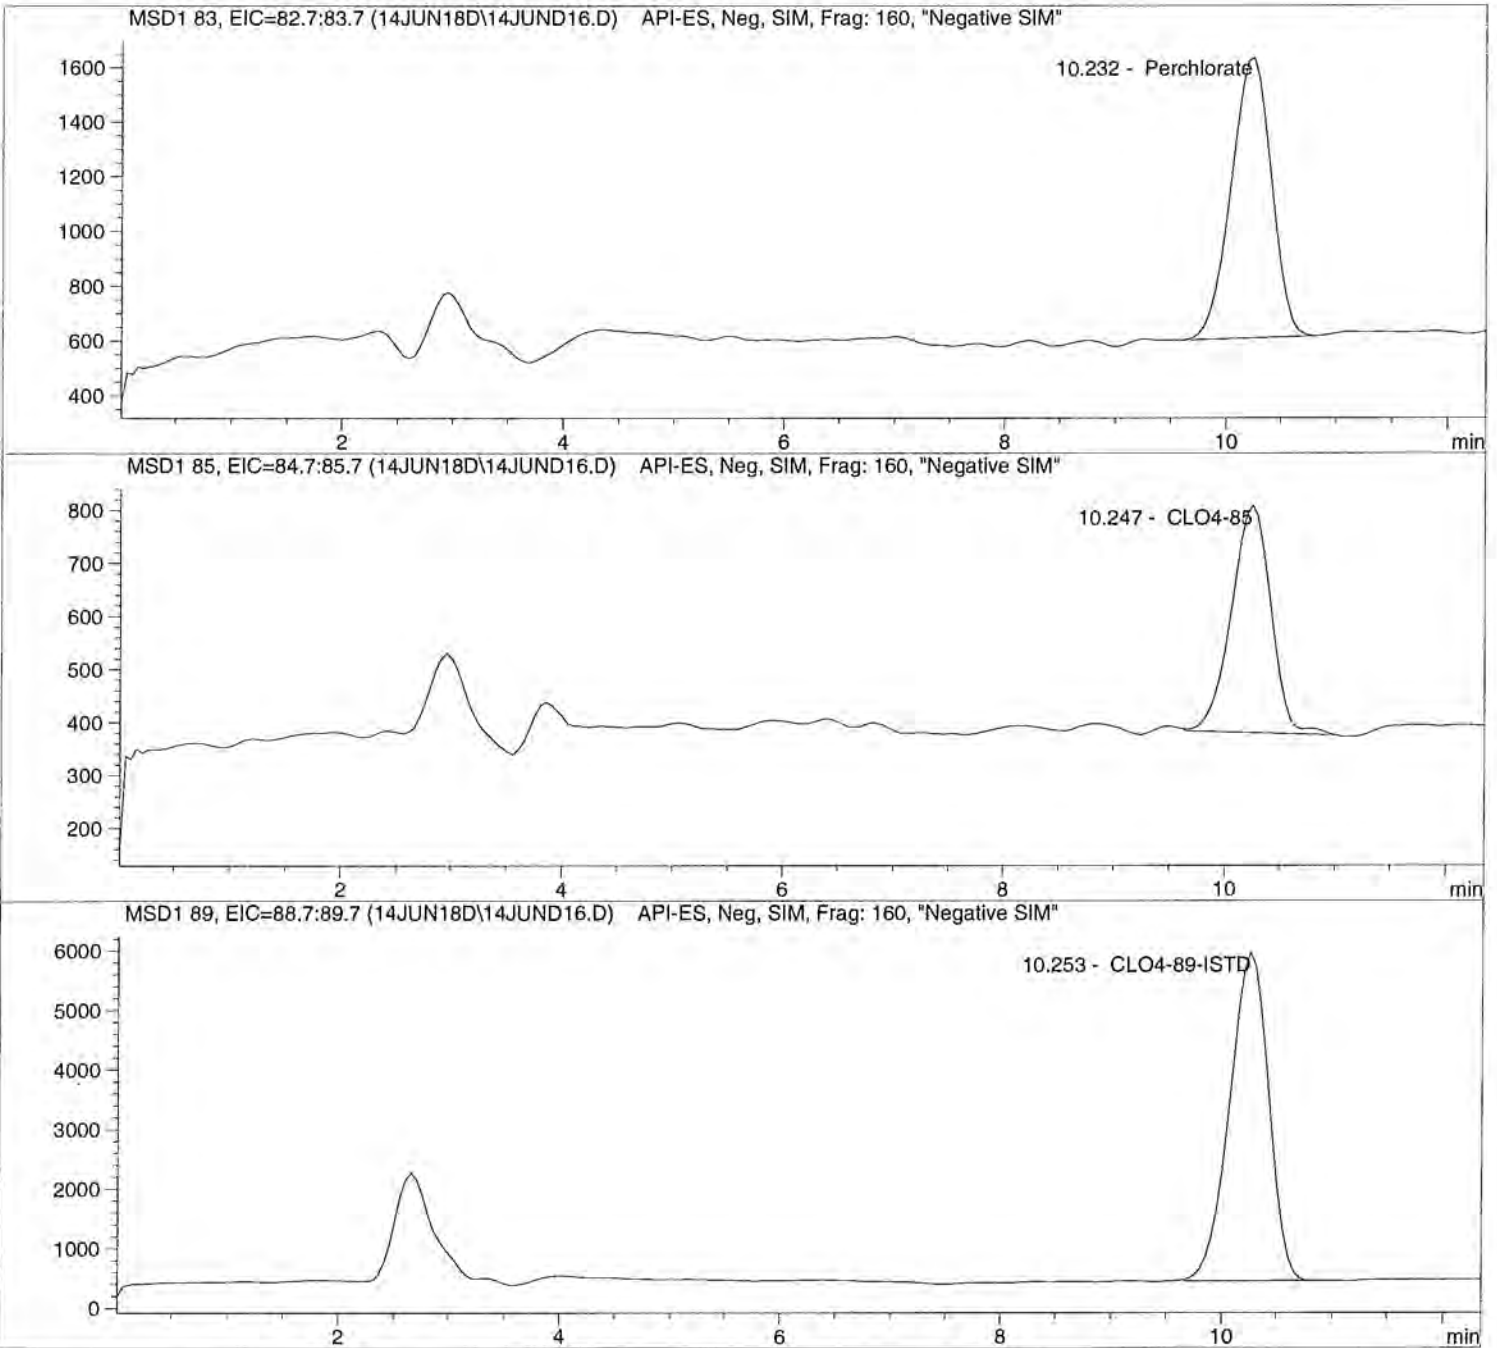 MSD1 83, EIC=82.7:83.7 (14JUN18D\14JUND16.D) API-ES, Neg, SIM, Frag: 160, "Negative SIM"
10.232 - Perchlorate
1600
1400
1200
1000
800
600
400
2 4 6 8 10 min
MSD1 85, EIC=84.7:85.7 (14JUN18D\14JUND16.D) API-ES, Neg, SIM, Frag: 160, "Negative SIM"
10.247 - CLO4-85
800
700
600
500
400
300
200
2 4 6 8 10 min
MSD1 89, EIC=88.7:89.7 (14JUN18D\14JUND16.D) API-ES, Neg, SIM, Frag: 160, "Negative SIM"
10.253 - CLO4-89-ISTD
6000
5000
4000
3000
2000
1000
0
2 4 6 8 10 min